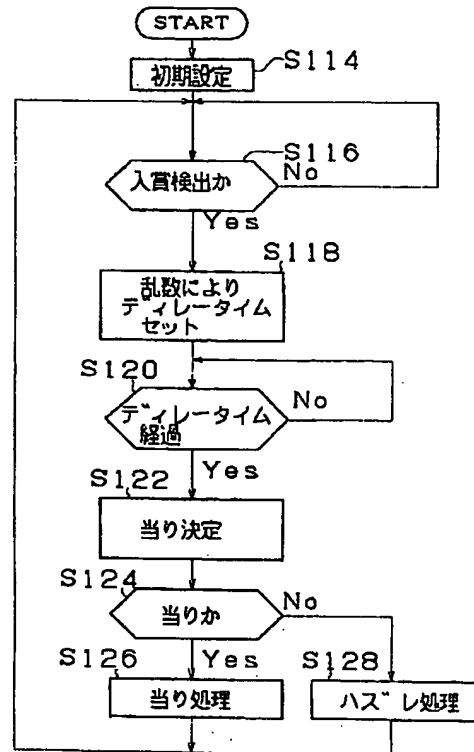 START
初期設定
S114
S116
入賞検出か
No
Yes
S118
乱数により
ディレータイム
セット
S120
ディレータイム
経過
No
Yes
S122
当り決定
S124
当りか
No
Yes
S126
当り処理
S128
ハズレ処理